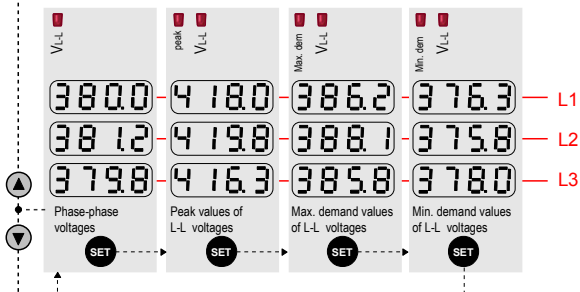 VL-L
peak VL-L
Max. dem VL-L
Min. dem VL-L
380.0 418.0 386.2 376.3 L1
381.2 419.8 388.1 375.8 L2
379.8 416.3 385.8 378.0 L3
Phase-phase
voltages
Peak values of
L-L voltages
Max. demand values
of L-L voltages
Min. demand values
of L-L voltages
SET SET SET SET